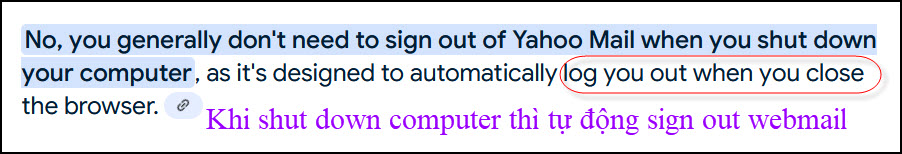 No, you generally don't need to sign out of Yahoo Mail when you shut down
your computer, as it's designed to automatically log you out when you close
the browser.
Khi shut down computer thì tự động sign out webmail